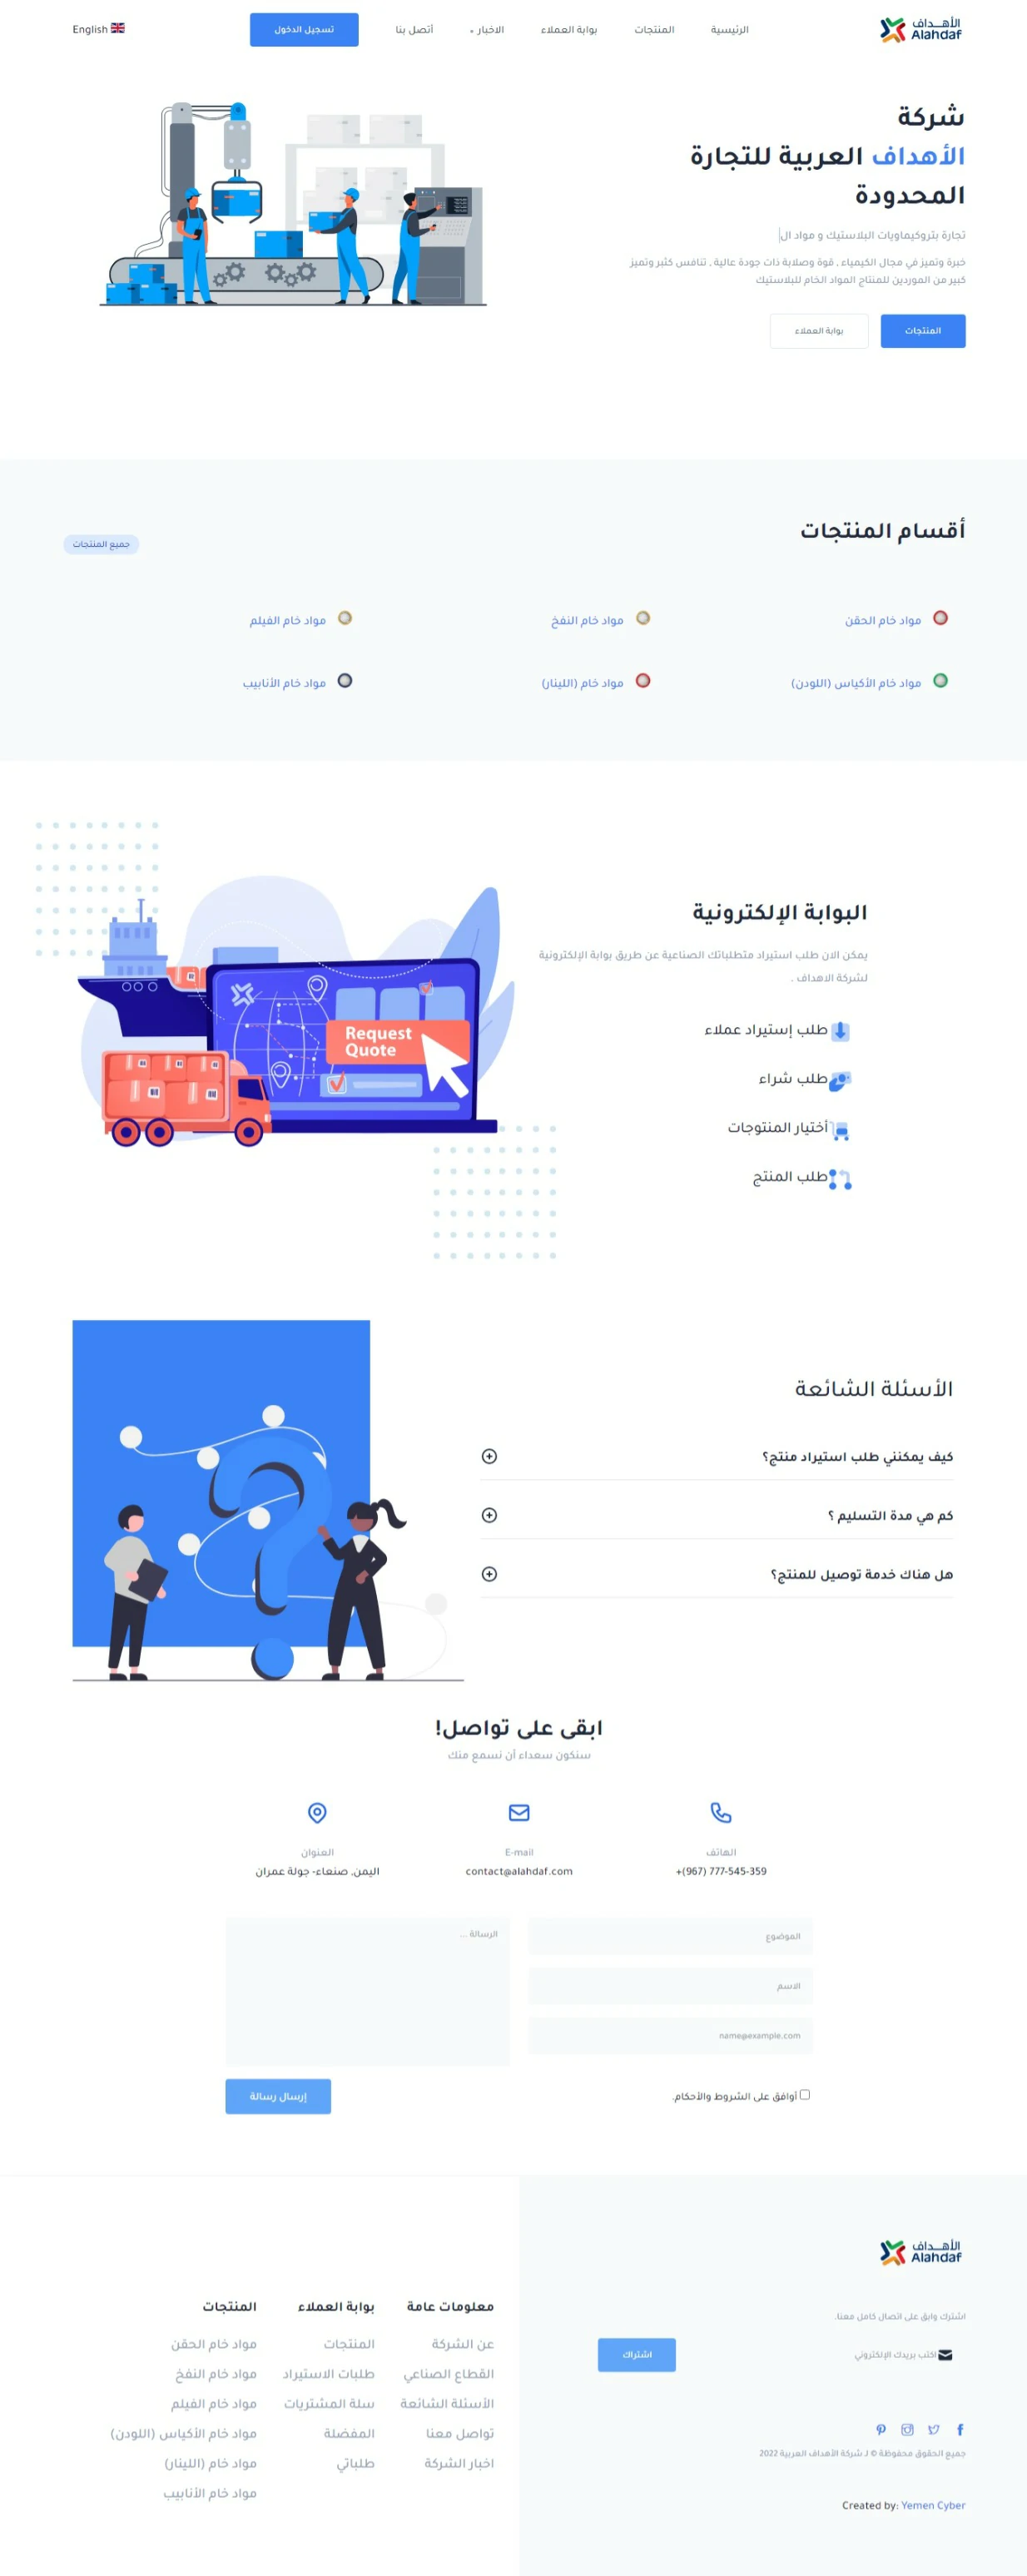 الأهــداف
Alahdaf
الرئيسية
المنتجات
بوابة العملاء
الاخبار
أتصل بنا
تسجيل الدخول
English
شركة
الأهداف العربية للتجارة
المحدودة
تجارة بتروكيماويات البلاستيك و مواد ال
خبرة وتميز في مجال الكيمياء , قوة وصلابة ذات جودة عالية , تنافس كثير وتميز
كبير من الموردين للمنتاج المواد الخام للبلاستيك
المنتجات
بوابة العملاء
أقسام المنتجات
جميع المنتجات
مواد خام الحقن
مواد خام النفخ
مواد خام الفيلم
مواد خام الأكياس (اللودن)
مواد خام (اللينار)
مواد خام الأنابيب
البوابة الإلكترونية
يمكن الان طلب استيراد متطلباتك الصناعية عن طريق بوابة الإلكترونية
لشركة الاهداف .
Request
Quote
طلب إستيراد عملاء
طلب شراء
أختيار المنتوجات
طلب المنتج
الأسئلة الشائعة
كيف يمكنني طلب استيراد منتج؟
كم هي مدة التسليم ؟
هل هناك خدمة توصيل للمنتج؟
ابقى على تواصل!
سنكون سعداء أن نسمع منك
الهاتف
+(967) 777-545-359
E-mail
contact@alahdaf.com
العنوان
اليمن, صنعاء- جولة عمران
الموضوع
الاسم
name@example.com
الرسالة ...
أوافق على الشروط والأحكام.
إرسال رسالة
الأهــداف
Alahdaf
اشترك وابق على اتصال كامل معنا.
اكتب بريدك الإلكتروني
اشتراك
جميع الحقوق محفوظة © لـ شركة الأهداف العربية 2022
Created by: Yemen Cyber
معلومات عامة
عن الشركة
القطاع الصناعي
الأسئلة الشائعة
تواصل معنا
اخبار الشركة
بوابة العملاء
المنتجات
طلبات الاستيراد
سلة المشتريات
المفضلة
طلباتي
المنتجات
مواد خام الحقن
مواد خام النفخ
مواد خام الفيلم
مواد خام الأكياس (اللودن)
مواد خام (اللينار)
مواد خام الأنابيب